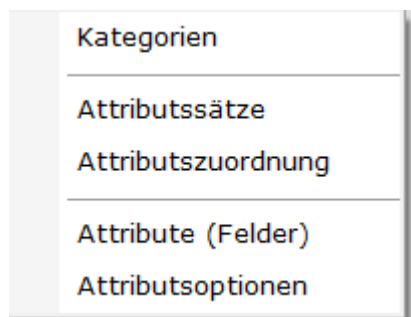 Kategorien
Attributssätze
Attributszuordnung
Attribute (Felder)
Attributsoptionen